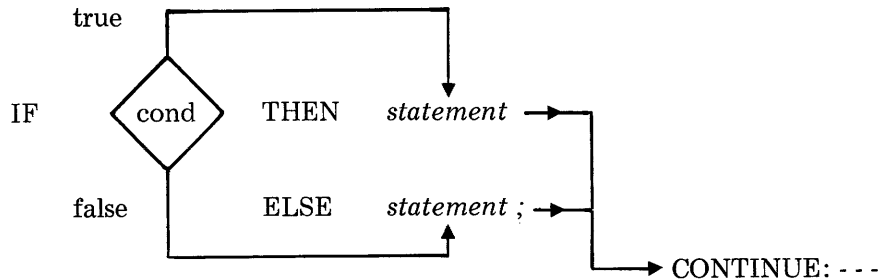 true
IF cond THEN statement
false ELSE statement ;
CONTINUE: - - -